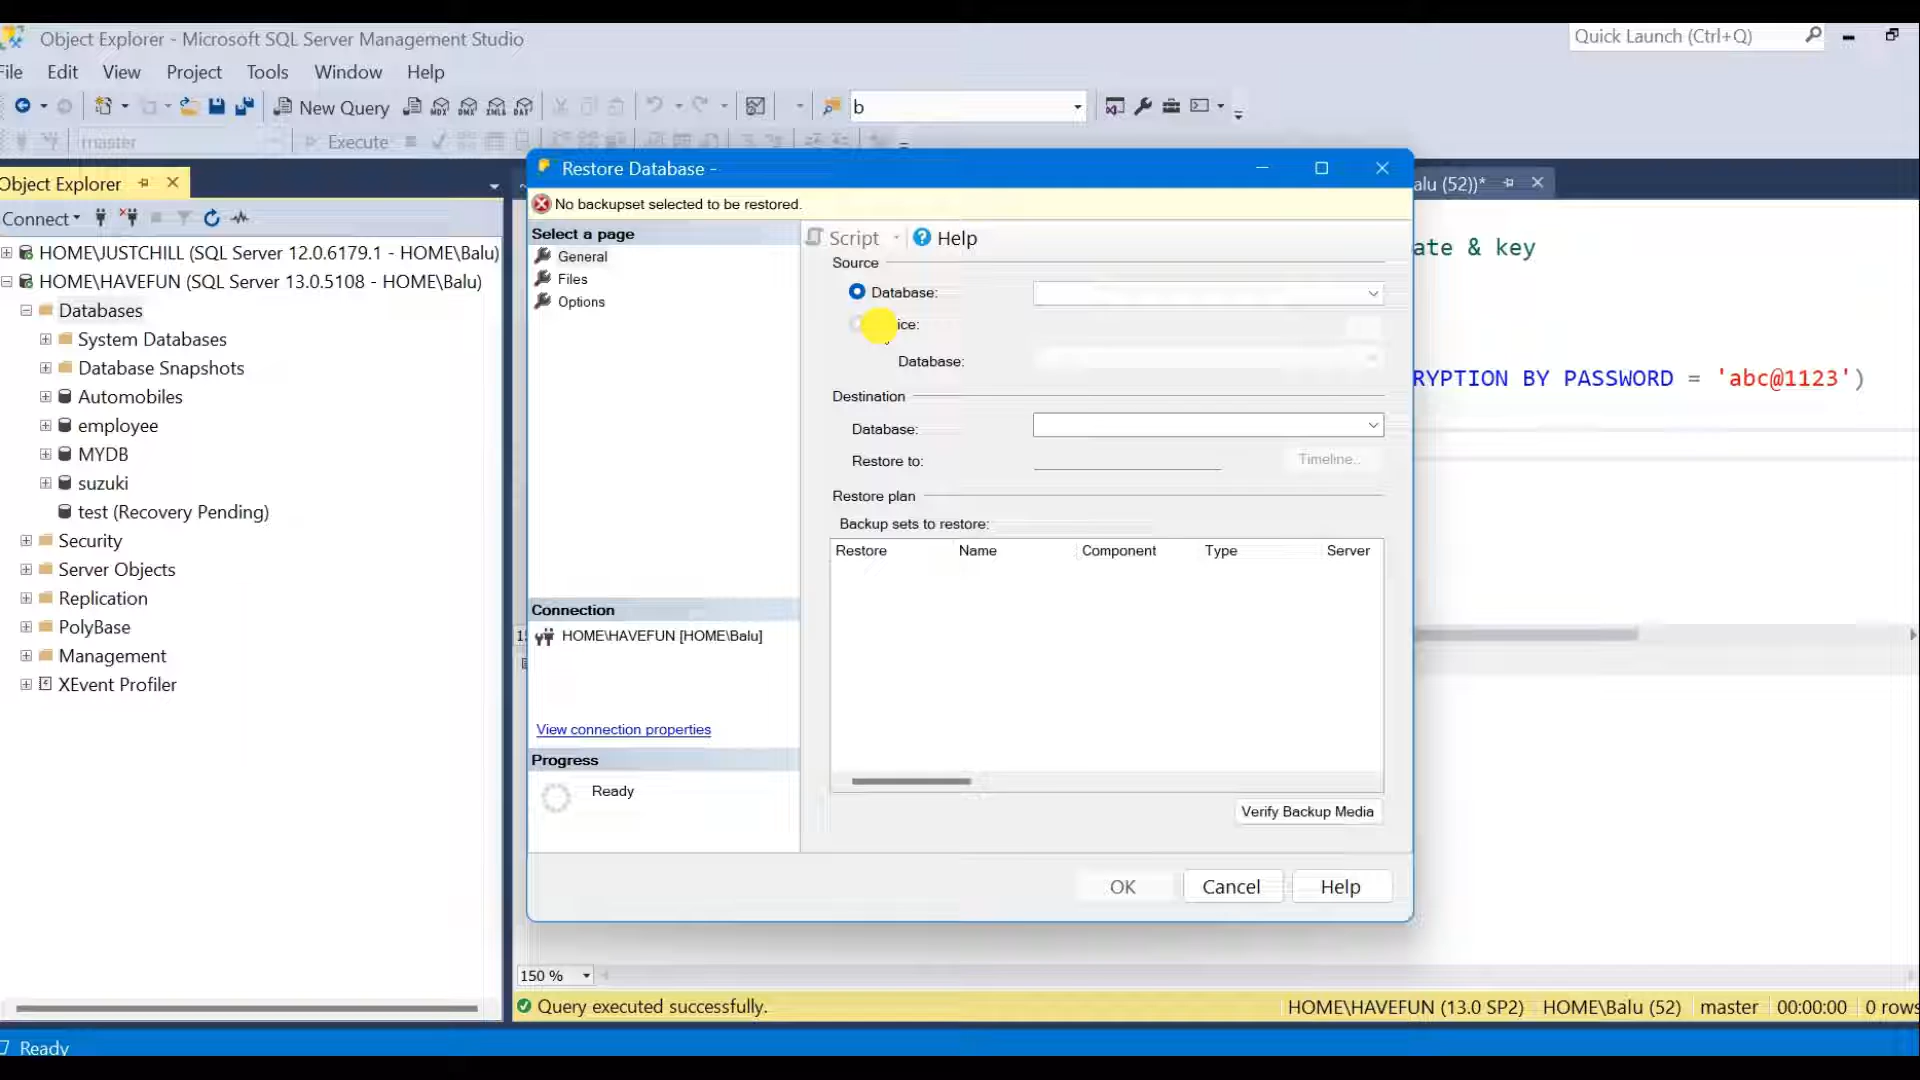 Object Explorer - Microsoft SQL Server Management Studio
Quick Launch (Ctrl+Q)
File Edit View Project Tools Window Help
New Query
b
master
Execute
Object Explorer
alu (52))*
Connect
HOME\JUSTCHILL (SQL Server 12.0.6179.1 - HOME\Balu)
HOME\HAVEFUN (SQL Server 13.0.5108 - HOME\Balu)
Databases
System Databases
Database Snapshots
Automobiles
employee
MYDB
suzuki
test (Recovery Pending)
Security
Server Objects
Replication
PolyBase
Management
XEvent Profiler
Restore Database -
No backupset selected to be restored.
Select a page
General
Files
Options
Connection
HOME\HAVEFUN [HOME\Balu]
View connection properties
Progress
Ready
Script
Help
Source
Database:
ice:
Database:
Destination
Database:
Restore to:
Timeline..
Restore plan
Backup sets to restore:
Restore Name Component Type Server
Verify Backup Media
OK Cancel Help
ate & key
RYPTION BY PASSWORD = 'abc@1123')
150 %
Query executed successfully.
HOME\HAVEFUN (13.0 SP2) HOME\Balu (52) master 00:00:00 0 rows
Ready